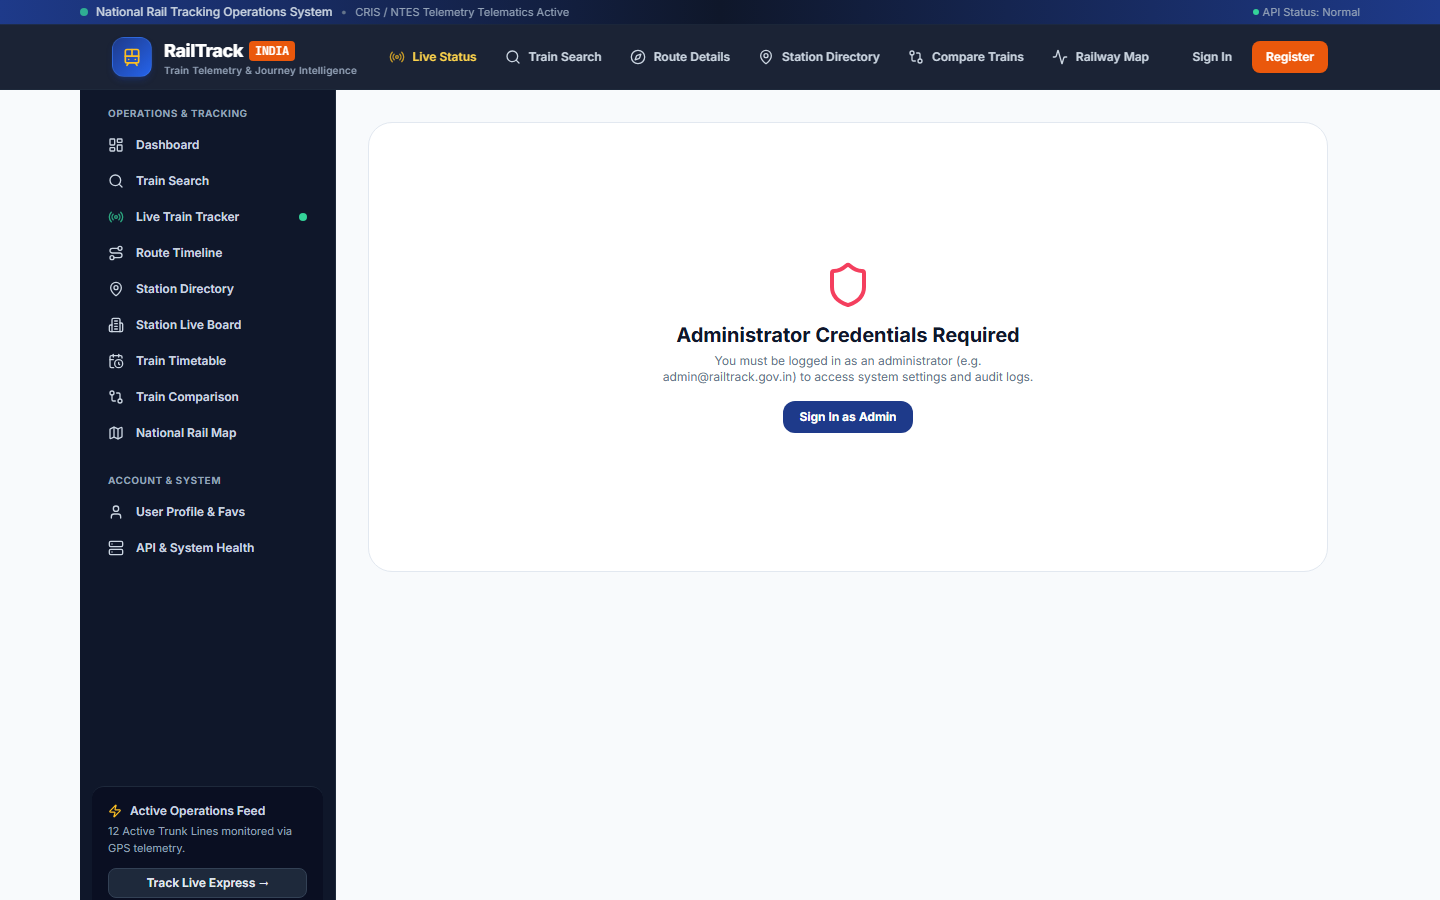 National Rail Tracking Operations System • CRIS / NTES Telemetry Telematics Active
API Status: Normal
RailTrack INDIA
Train Telemetry & Journey Intelligence
Live Status
Train Search
Route Details
Station Directory
Compare Trains
Railway Map
Sign In
Register
OPERATIONS & TRACKING
Dashboard
Train Search
Live Train Tracker
Route Timeline
Station Directory
Station Live Board
Train Timetable
Train Comparison
National Rail Map
ACCOUNT & SYSTEM
User Profile & Favs
API & System Health
Active Operations Feed
12 Active Trunk Lines monitored via
GPS telemetry.
Track Live Express →
Administrator Credentials Required
You must be logged in as an administrator (e.g.
admin@railtrack.gov.in) to access system settings and audit logs.
Sign In as Admin